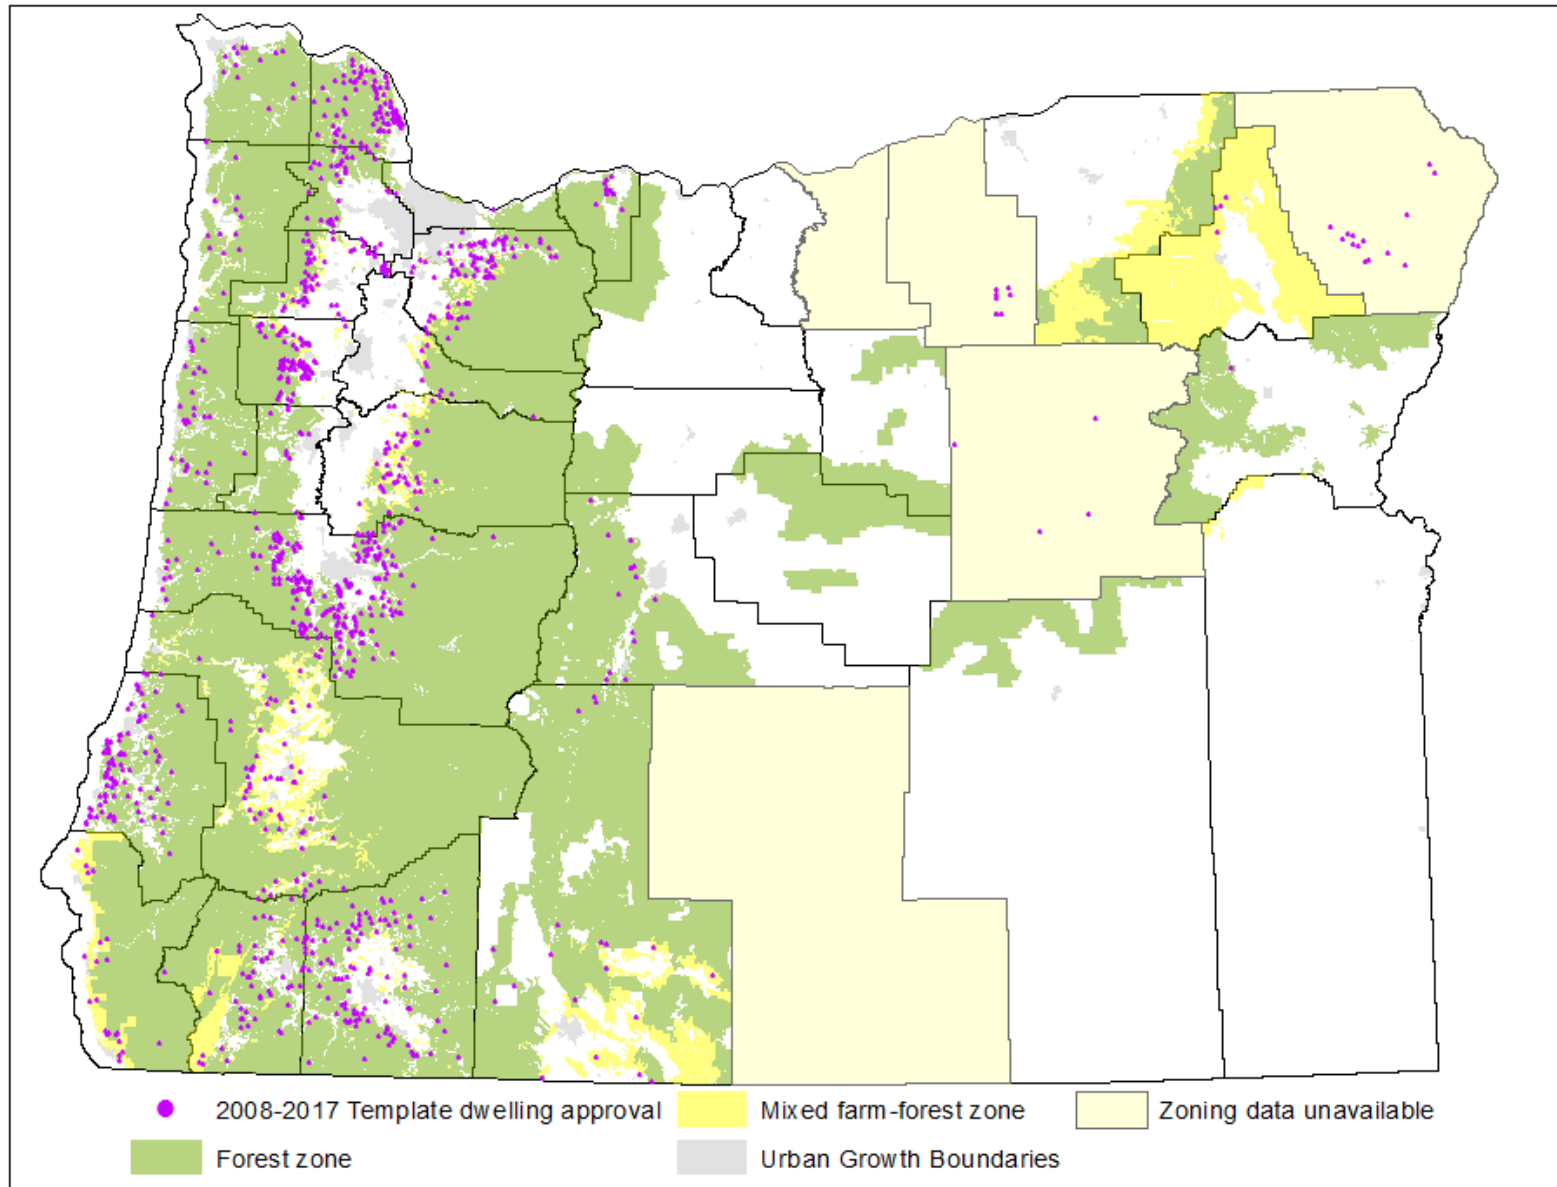 2008-2017 Template dwelling approval
Mixed farm-forest zone
Zoning data unavailable
Forest zone
Urban Growth Boundaries